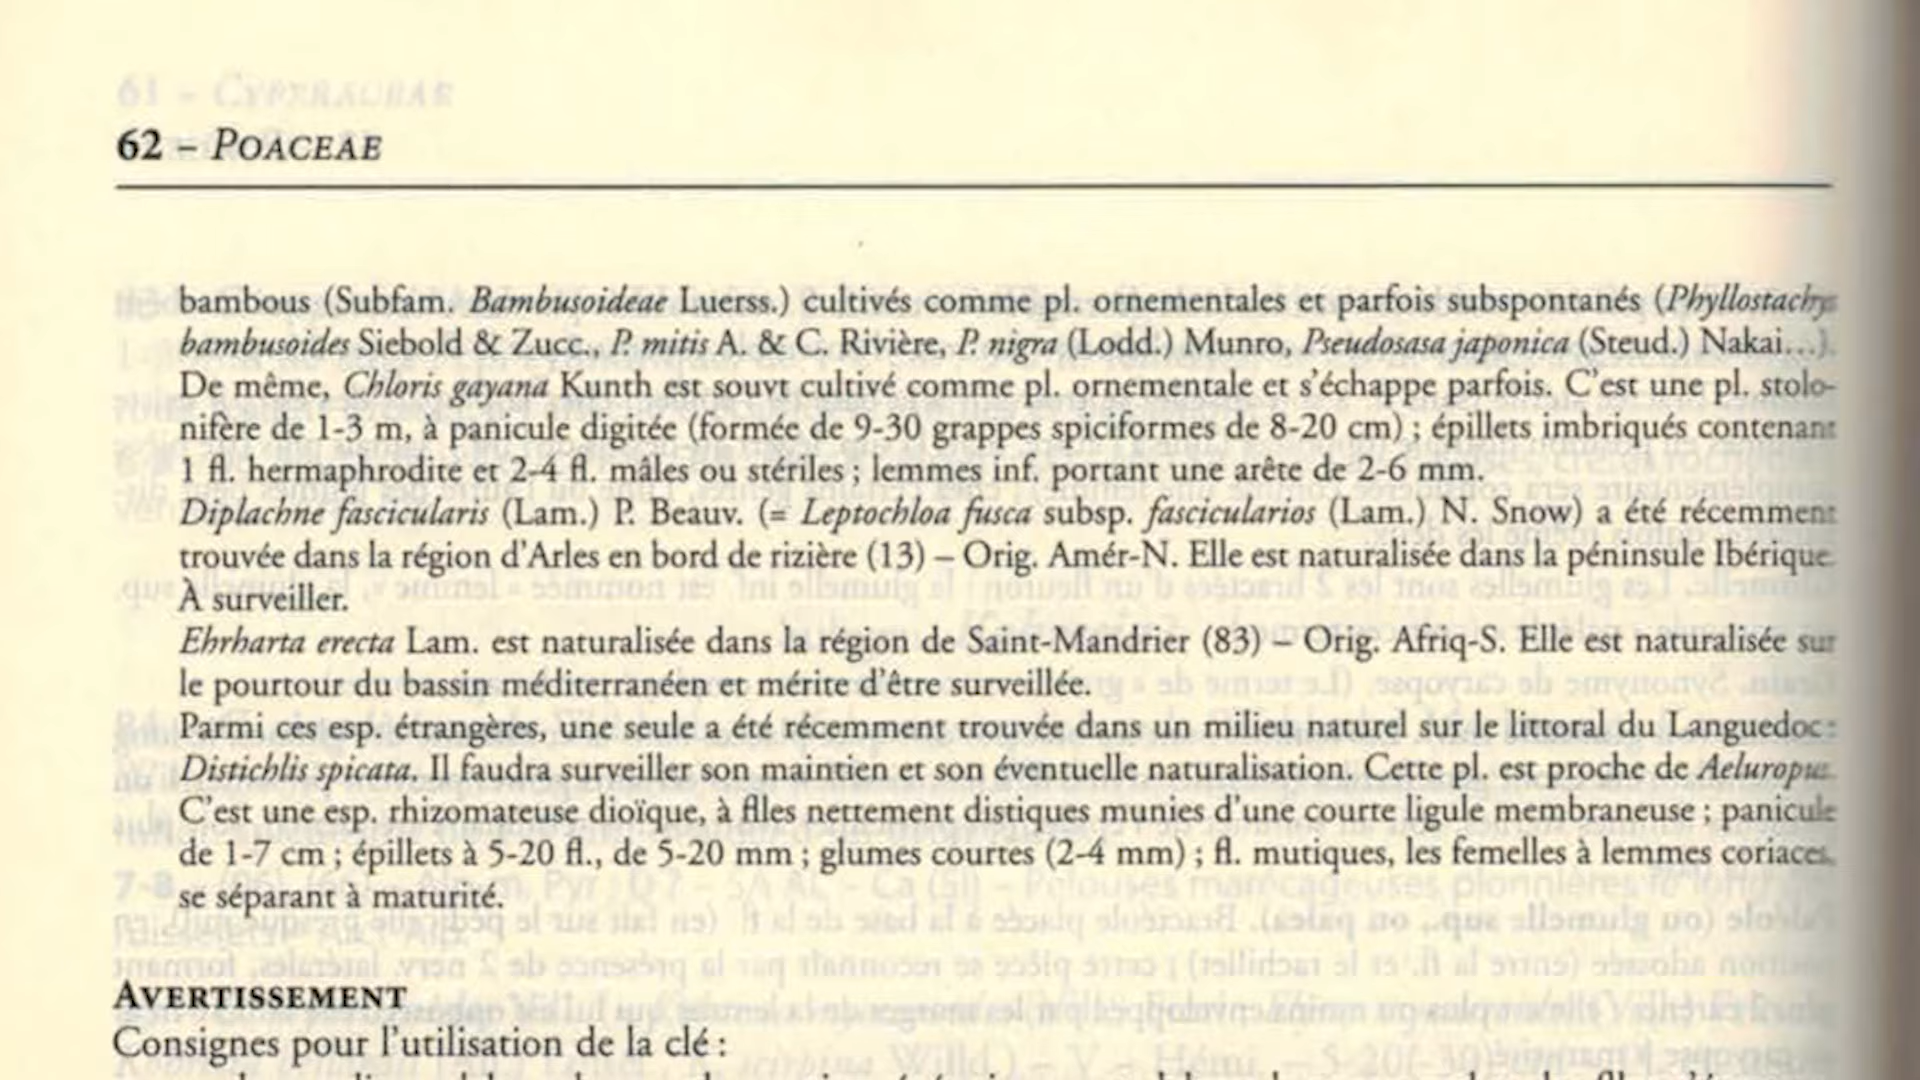 61 – CYPERACEAE
62 – POACEAE
bambous (Subfam. Bambusoideae Luerss.) cultivés comme pl. ornementales et parfois subspontanés (Phyllostachys
bambusoides Siebold & Zucc., P. mitis A. & C. Rivière, P. nigra (Lodd.) Munro, Pseudosasa japonica (Steud.) Nakai…).
De même, Chloris gayana Kunth est souvt cultivé comme pl. ornementale et s'échappe parfois. C'est une pl. stolo-
nifère de 1-3 m, à panicule digitée (formée de 9-30 grappes spiciformes de 8-20 cm) ; épillets imbriqués contenant
1 fl. hermaphrodite et 2-4 fl. mâles ou stériles ; lemmes inf. portant une arête de 2-6 mm.
Diplachne fascicularis (Lam.) P. Beauv. (= Leptochloa fusca subsp. fascicularios (Lam.) N. Snow) a été récemment
trouvée dans la région d'Arles en bord de rizière (13) – Orig. Amér-N. Elle est naturalisée dans la péninsule Ibérique.
À surveiller.
Ehrharta erecta Lam. est naturalisée dans la région de Saint-Mandrier (83) – Orig. Afriq-S. Elle est naturalisée sur
le pourtour du bassin méditerranéen et mérite d'être surveillée.
Parmi ces esp. étrangères, une seule a été récemment trouvée dans un milieu naturel sur le littoral du Languedoc :
Distichlis spicata. Il faudra surveiller son maintien et son éventuelle naturalisation. Cette pl. est proche de Aeluropus.
C'est une esp. rhizomateuse dioïque, à flles nettement distiques munies d'une courte ligule membraneuse ; panicule
de 1-7 cm ; épillets à 5-20 fl., de 5-20 mm ; glumes courtes (2-4 mm) ; fl. mutiques, les femelles à lemmes coriaces,
se séparant à maturité.
AVERTISSEMENT
Consignes pour l'utilisation de la clé :